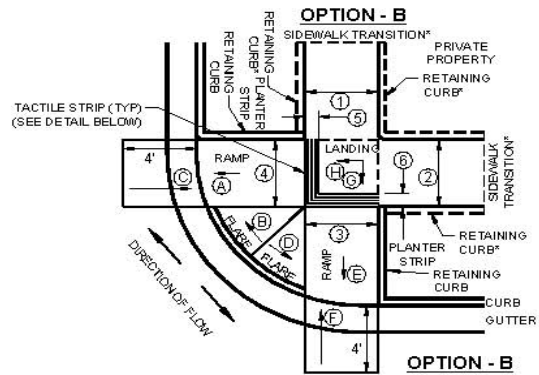 OPTION - B
SIDEWALK TRANSITION*
PRIVATE
PROPERTY
RETAINING
CURB*
RETAINING
CURB
RETAINING
CURB*
PLANTER
STRIP
TACTILE STRIP (TYP)
(SEE DETAIL BELOW)
1
5
4'
RAMP
LANDING
C
A
4
H
G
6
2
SIDEWALK
TRANSITION*
B
D
FLARE
FLARE
3
RAMP
E
PLANTER
STRIP
RETAINING
CURB*
RETAINING
CURB
DIRECTION OF FLOW
CURB
GUTTER
F
4'
OPTION - B